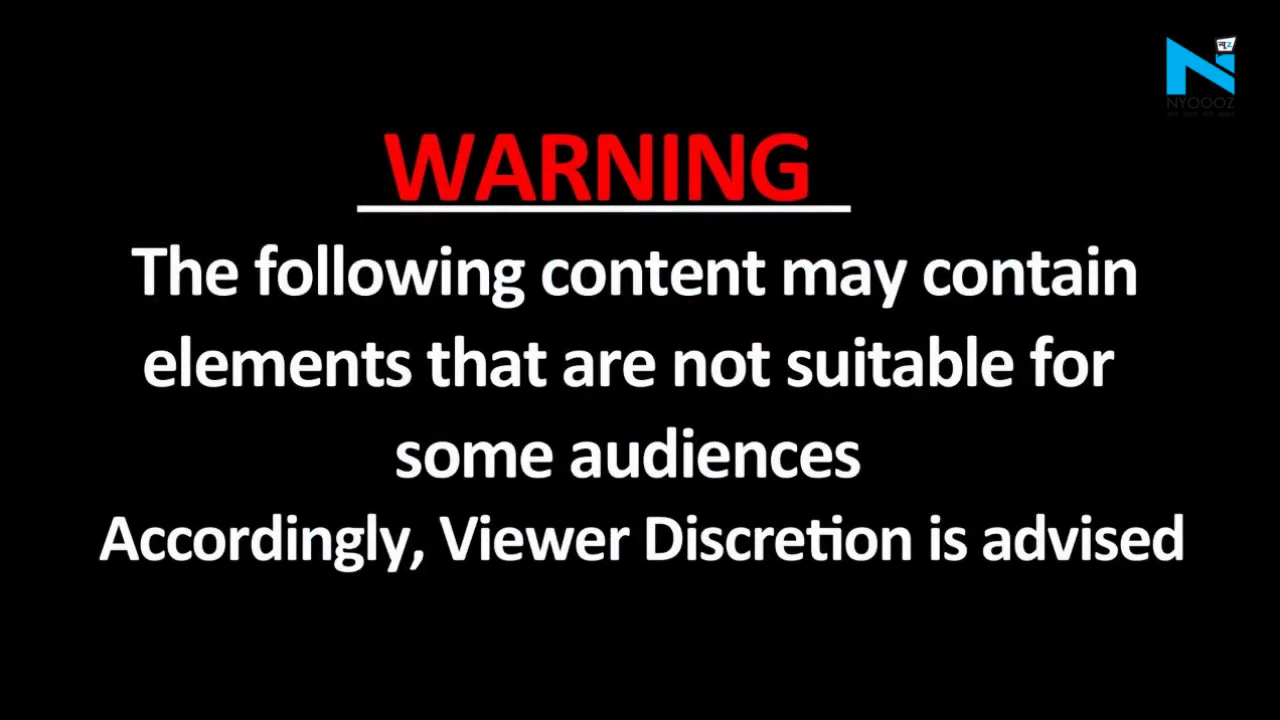 न्यूz
NYOOOZ
WARNING
The following content may contain
elements that are not suitable for
some audiences
Accordingly, Viewer Discretion is advised